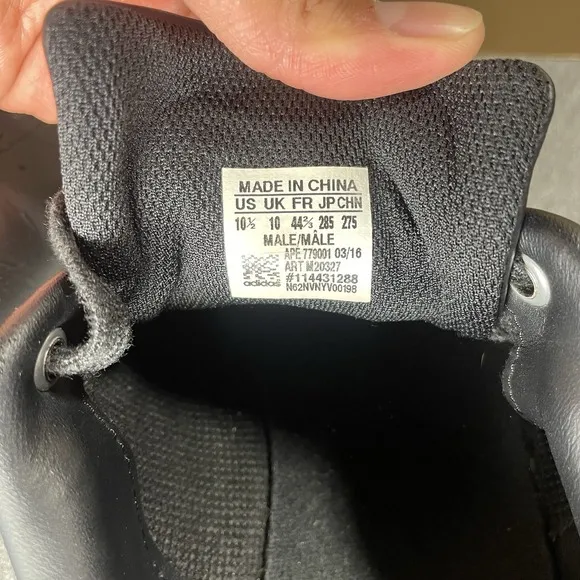 MADE IN CHINA
US UK FR JP CHN
10½ 10 44⅔ 285 275
MALE/MÂLE
APE 779001 03/16
ART M20327
#114431288
adidas N62NVNYV00198